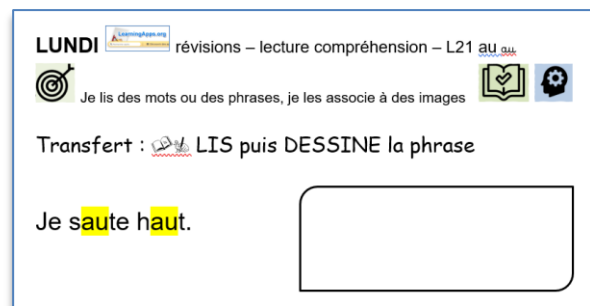 LUNDI LearningApps.org révisions – lecture compréhension – L21 au au
Je lis des mots ou des phrases, je les associe à des images
Transfert : LIS puis DESSINE la phrase
Je saute haut.